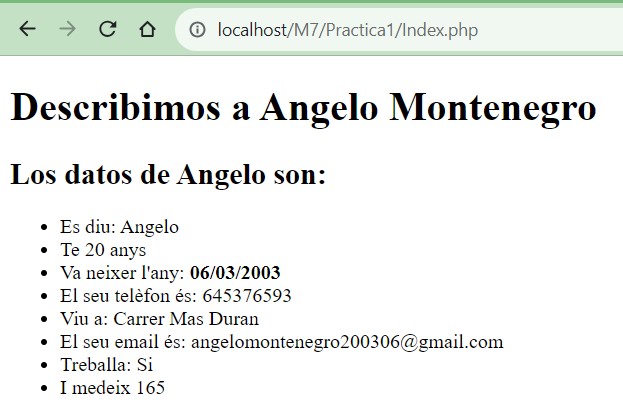 localhost/M7/Practica1/Index.php
Describimos a Angelo Montenegro
Los datos de Angelo son:
• Es diu: Angelo
• Te 20 anys
• Va neixer l'any: 06/03/2003
• El seu telèfon és: 645376593
• Viu a: Carrer Mas Duran
• El seu email és: angelomontenegro200306@gmail.com
• Treballa: Si
• I medeix 165